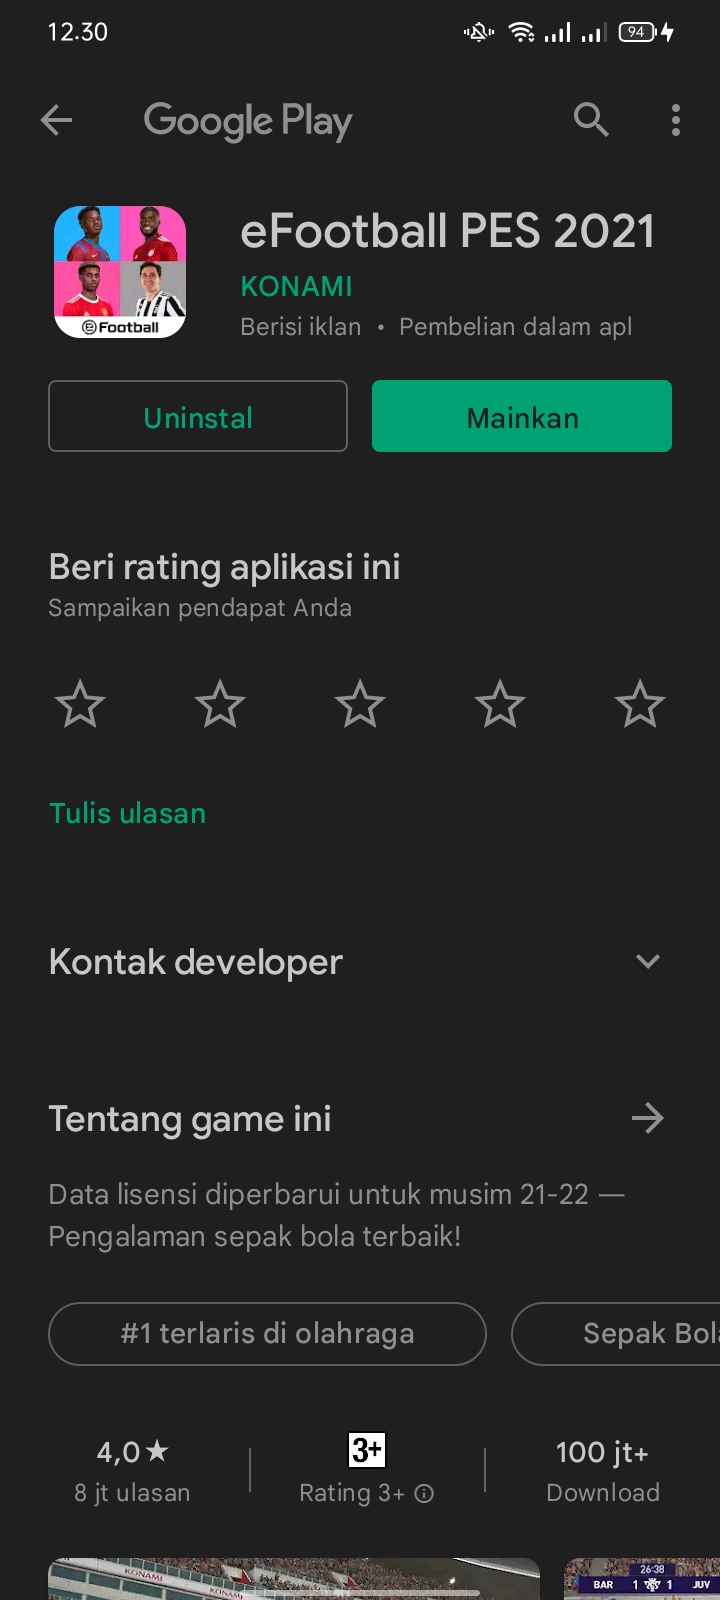 12.30
94
Google Play
eFootball PES 2021
KONAMI
Berisi iklan • Pembelian dalam apl
Football
Uninstal
Mainkan
Beri rating aplikasi ini
Sampaikan pendapat Anda
Tulis ulasan
Kontak developer
Tentang game ini
Data lisensi diperbarui untuk musim 21-22 —
Pengalaman sepak bola terbaik!
#1 terlaris di olahraga
Sepak Bol
4,0★
8 jt ulasan
3+
Rating 3+
100 jt+
Download
KONAMI
KONAMI
26:38
BAR 1 1 JUV